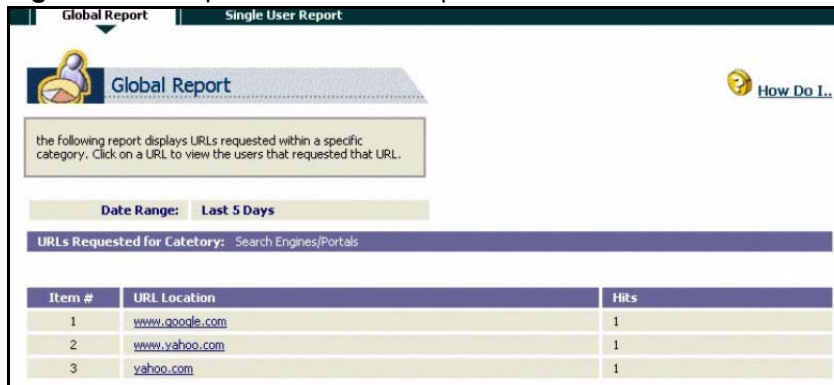 Global Report Single User Report
Global Report
How Do I..
the following report displays URLs requested within a specific
category. Click on a URL to view the users that requested that URL.
Date Range: Last 5 Days
URLs Requested for Catetory: Search Engines/Portals
Item # URL Location Hits
1 www.google.com 1
2 www.yahoo.com 1
3 yahoo.com 1